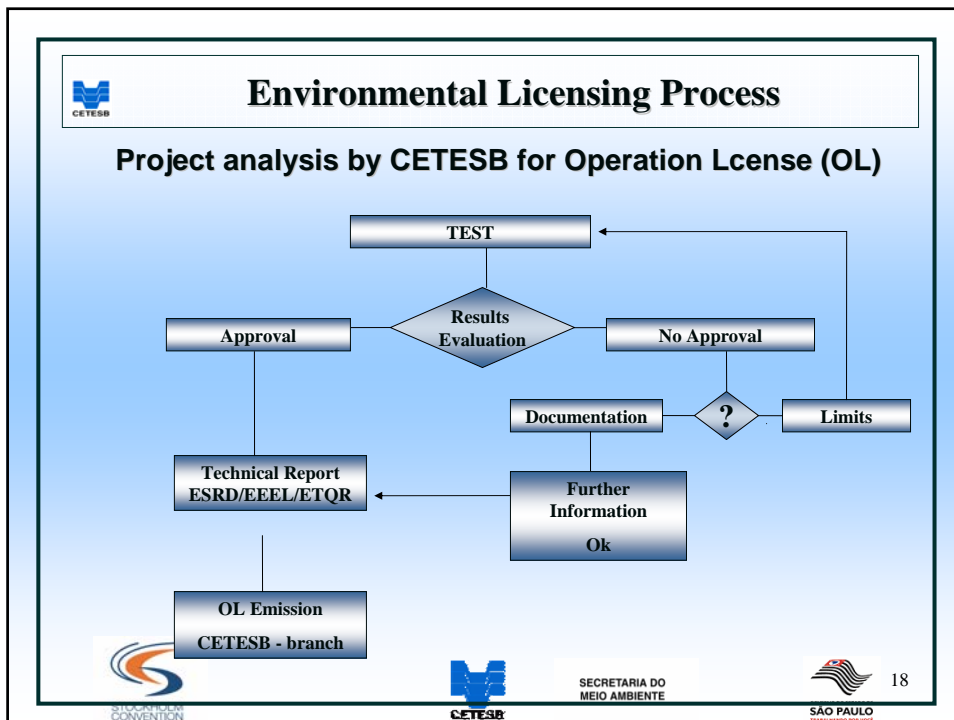 CETESB
Environmental Licensing Process
Project analysis by CETESB for Operation Lcense (OL)
TEST
Results
Evaluation
Approval
No Approval
Documentation
?
Limits
Technical Report
ESRD/EEEL/ETQR
Further
Information
Ok
OL Emission
CETESB - branch
STOCKHOLM
CONVENTION
CETESB
SECRETARIA DO
MEIO AMBIENTE
SÃO PAULO
18